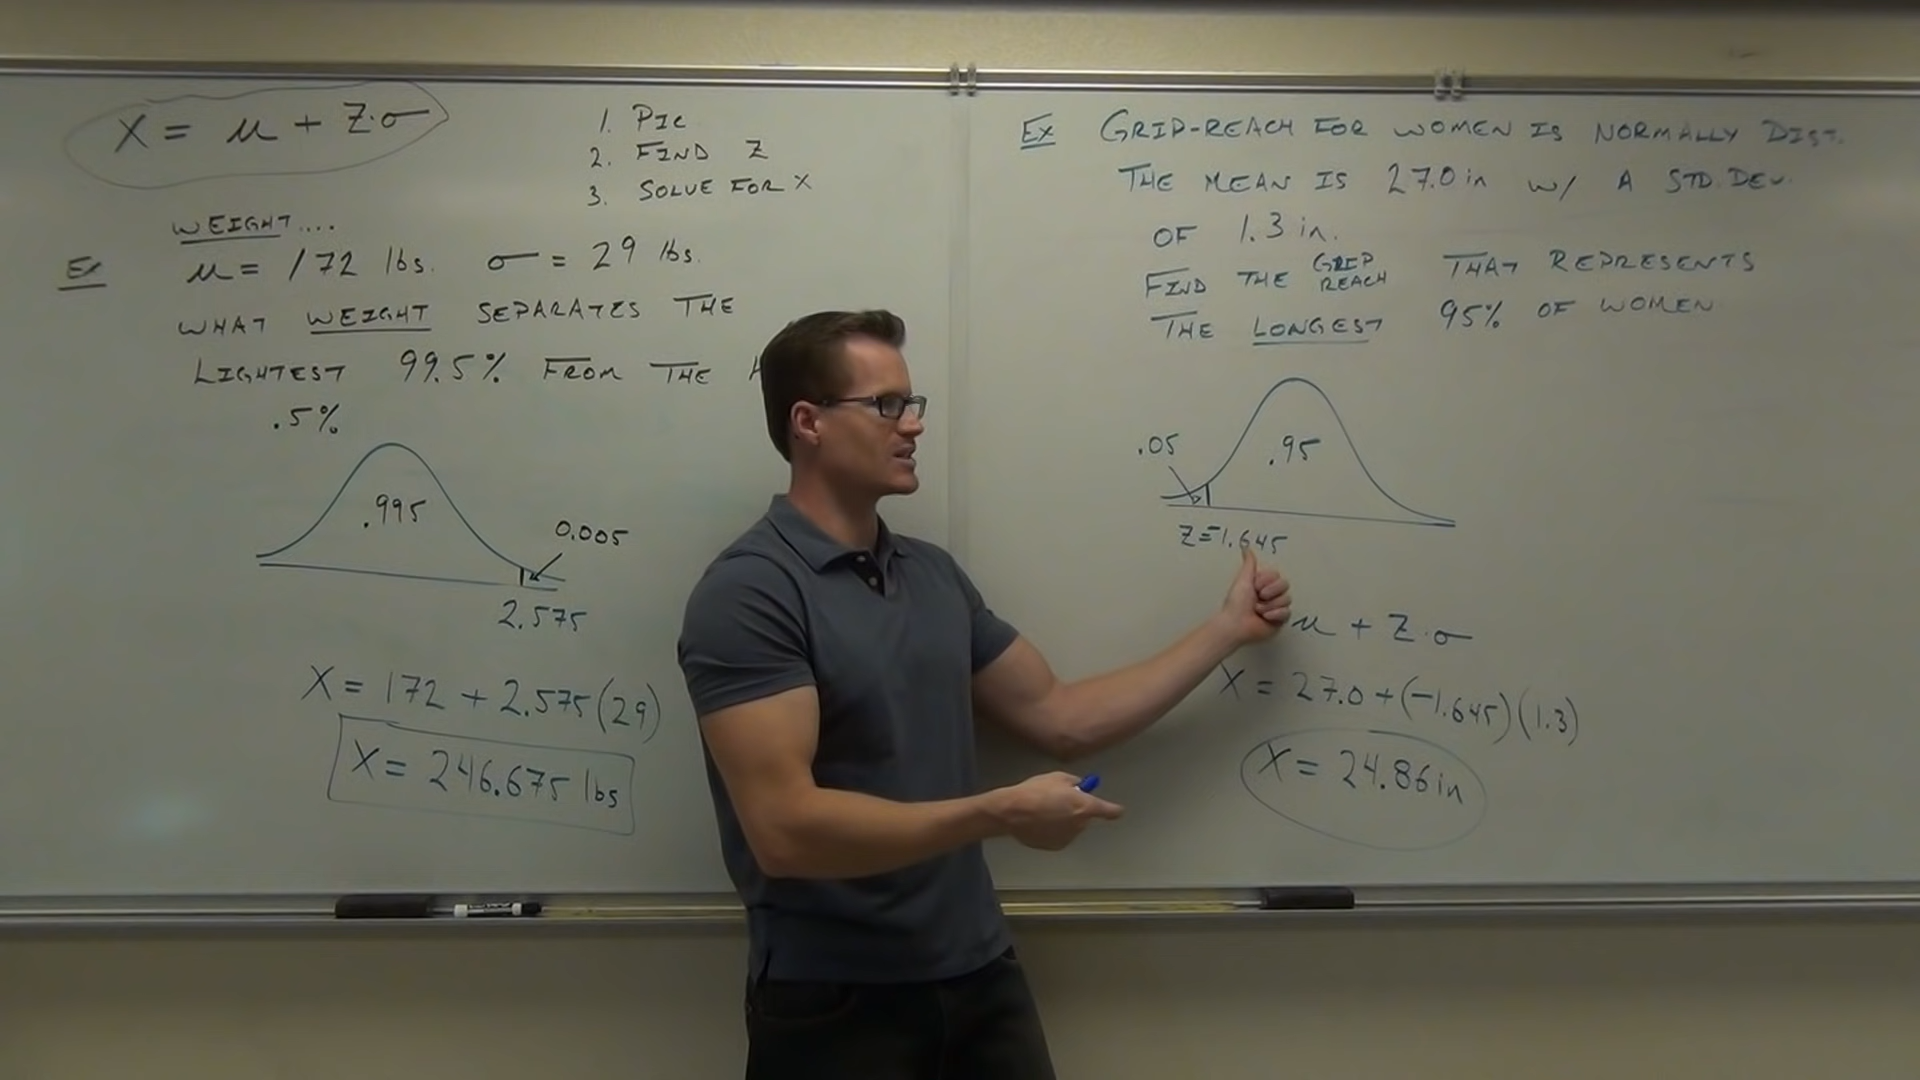 X = μ + Z·σ
1. PIC
2. FIND Z
3. SOLVE FOR X
WEIGHT....
Ex μ = 172 lbs. σ = 29 lbs.
WHAT WEIGHT SEPARATES THE
LIGHTEST 99.5% FROM THE
.5%
.995
0.005
2.575
X = 172 + 2.575(29)
X = 246.675 lbs
Ex GRIP-REACH FOR WOMEN IS NORMALLY DIST.
THE MEAN IS 27.0 in w/ A STD. DEV.
OF 1.3 in.
FIND THE GRIP REACH THAT REPRESENTS
THE LONGEST 95% OF WOMEN
.05
.95
Z=-1.645
μ + Z·σ
X = 27.0 + (-1.645)(1.3)
X = 24.86 in